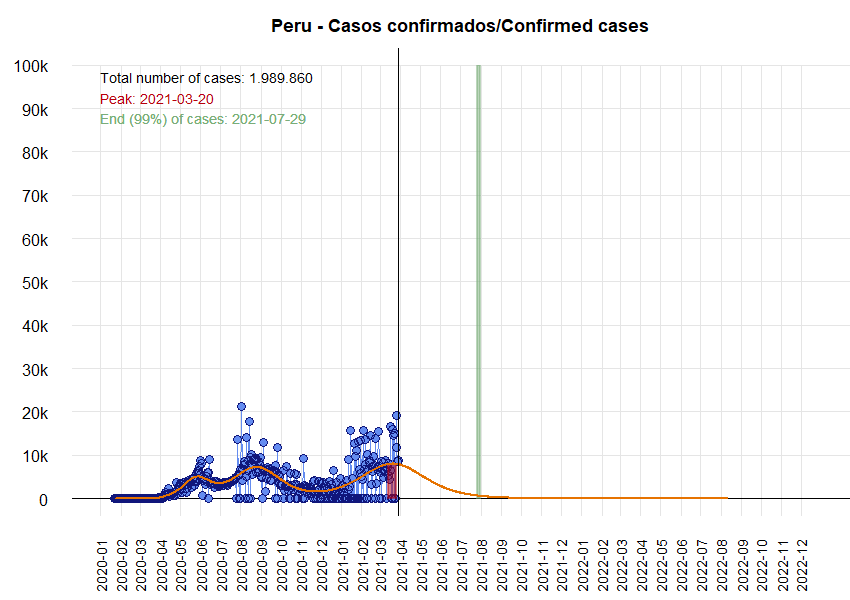 Peru - Casos confirmados/Confirmed cases
Total number of cases: 1.989.860
Peak: 2021-03-20
End (99%) of cases: 2021-07-29
100k
90k
80k
70k
60k
50k
40k
30k
20k
10k
0
2020-01
2020-02
2020-03
2020-04
2020-05
2020-06
2020-07
2020-08
2020-09
2020-10
2020-11
2020-12
2021-01
2021-02
2021-03
2021-04
2021-05
2021-06
2021-07
2021-08
2021-09
2021-10
2021-11
2021-12
2022-01
2022-02
2022-03
2022-04
2022-05
2022-06
2022-07
2022-08
2022-09
2022-10
2022-11
2022-12